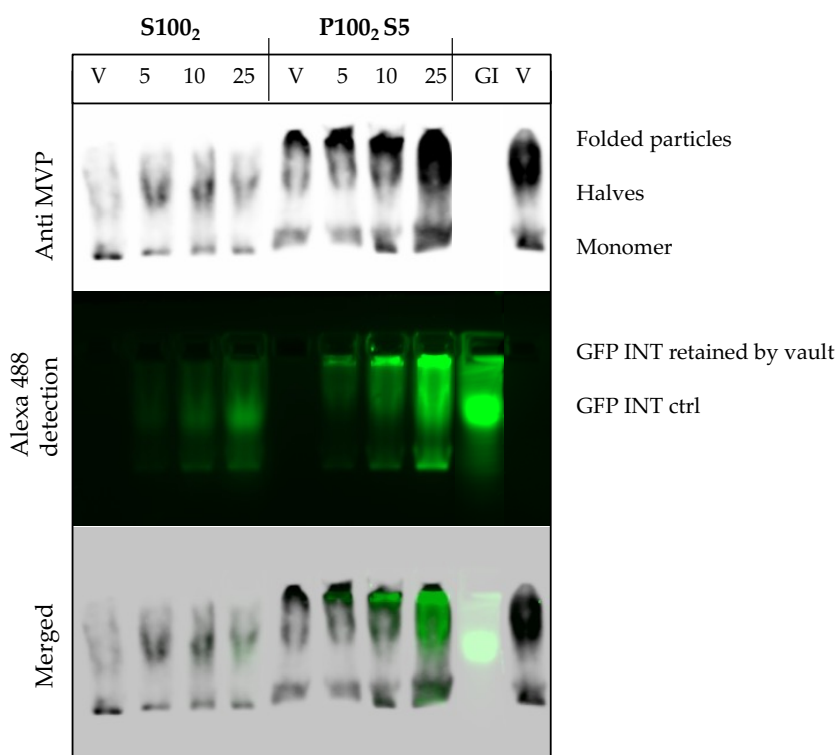 S100₂ P100₂ S5
V 5 10 25 V 5 10 25 GI V
Anti MVP
Folded particles
Halves
Monomer
Alexa 488
detection
GFP INT retained by vault
GFP INT ctrl
Merged